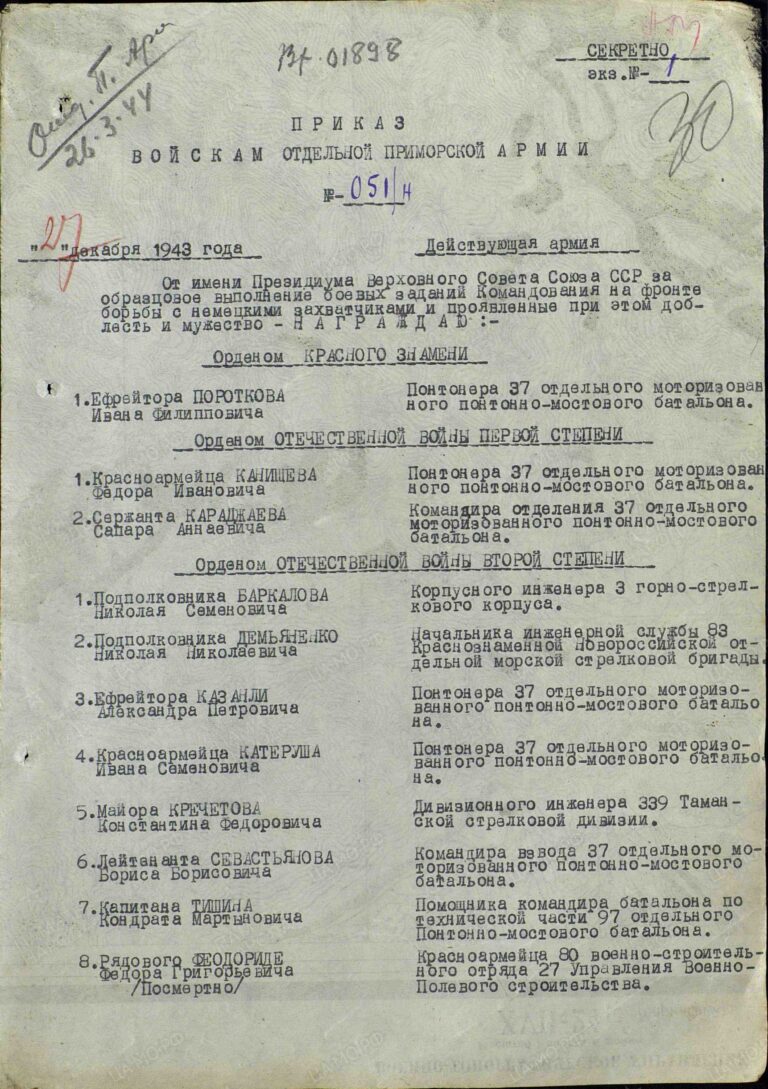 Вх. 01898
26-3-44
СЕКРЕТНО
экз.№- 1
30
ПРИКАЗ
ВОЙСКАМ ОТДЕЛЬНОЙ ПРИМОРСКОЙ АРМИИ
№- 051/н
"27" декабря 1943 года
Действующая армия
От имени Президиума Верховного Совета Союза ССР за
образцовое выполнение боевых заданий Командования на фронте
борьбы с немецкими захватчиками и проявленные при этом доб-
лесть и мужество - НАГРАЖДАЮ :-
Орденом КРАСНОГО ЗНАМЕНИ
1.Ефрейтора ПОРОТКОВА
Ивана Филипповича
Понтонера 37 отдельного моторизован
ного понтонно-мостового батальона.
Орденом ОТЕЧЕСТВЕННОЙ ВОЙНЫ ПЕРВОЙ СТЕПЕНИ
1.Красноармейца КАНИЩЕВА
Федора Ивановича
Понтонера 37 отдельного моторизован
ного понтонно-мостового батальона.
2.Сержанта КАРАДЖАЕВА
Сапара Аннаевича
Командира отделения 37 отдельного
моторизованного понтонно-мостового
батальона.
Орденом ОТЕЧЕСТВЕННОЙ ВОЙНЫ ВТОРОЙ СТЕПЕНИ
1.Подполковника БАРКАЛОВА
Николая Семеновича
Корпусного инженера 3 горно-стрел-
кового корпуса.
2.Подполковника ДЕМЬЯНЕНКО
Николая Николаевича
Начальника инженерной службы 83
Краснознаменной Новороссийской от-
дельной морской стрелковой бригады.
3.Ефрейтора КАЗАНЛИ
Александра Петровича
Понтонера 37 отдельного моторизо-
ванного понтонно-мостового батальо
на.
4.Красноармейца КАТЕРУША
Ивана Семеновича
Понтонера 37 отдельного моторизо-
ванного понтонно-мостового батальо
на.
5.Майора КРЕЧЕТОВА
Константина Федоровича
Дивизионного инженера 339 Таман-
ской стрелковой дивизии.
6.Лейтенанта СЕВАСТЬЯНОВА
Бориса Борисовича
Командира взвода 37 отдельного мо-
торизованного понтонно-мостового
батальона.
7.Капитана ТИШИНА
Кондрата Мартыновича
Помощника командира батальона по
технической части 97 отдельного
Понтонно-мостового батальона.
8.Рядового ФЕОДОРИДЕ
Федора Григорьевича
/Посмертно/
Красноармейца 80 военно-строитель-
ного отряда 27 Управления Военно-
Полевого строительства.